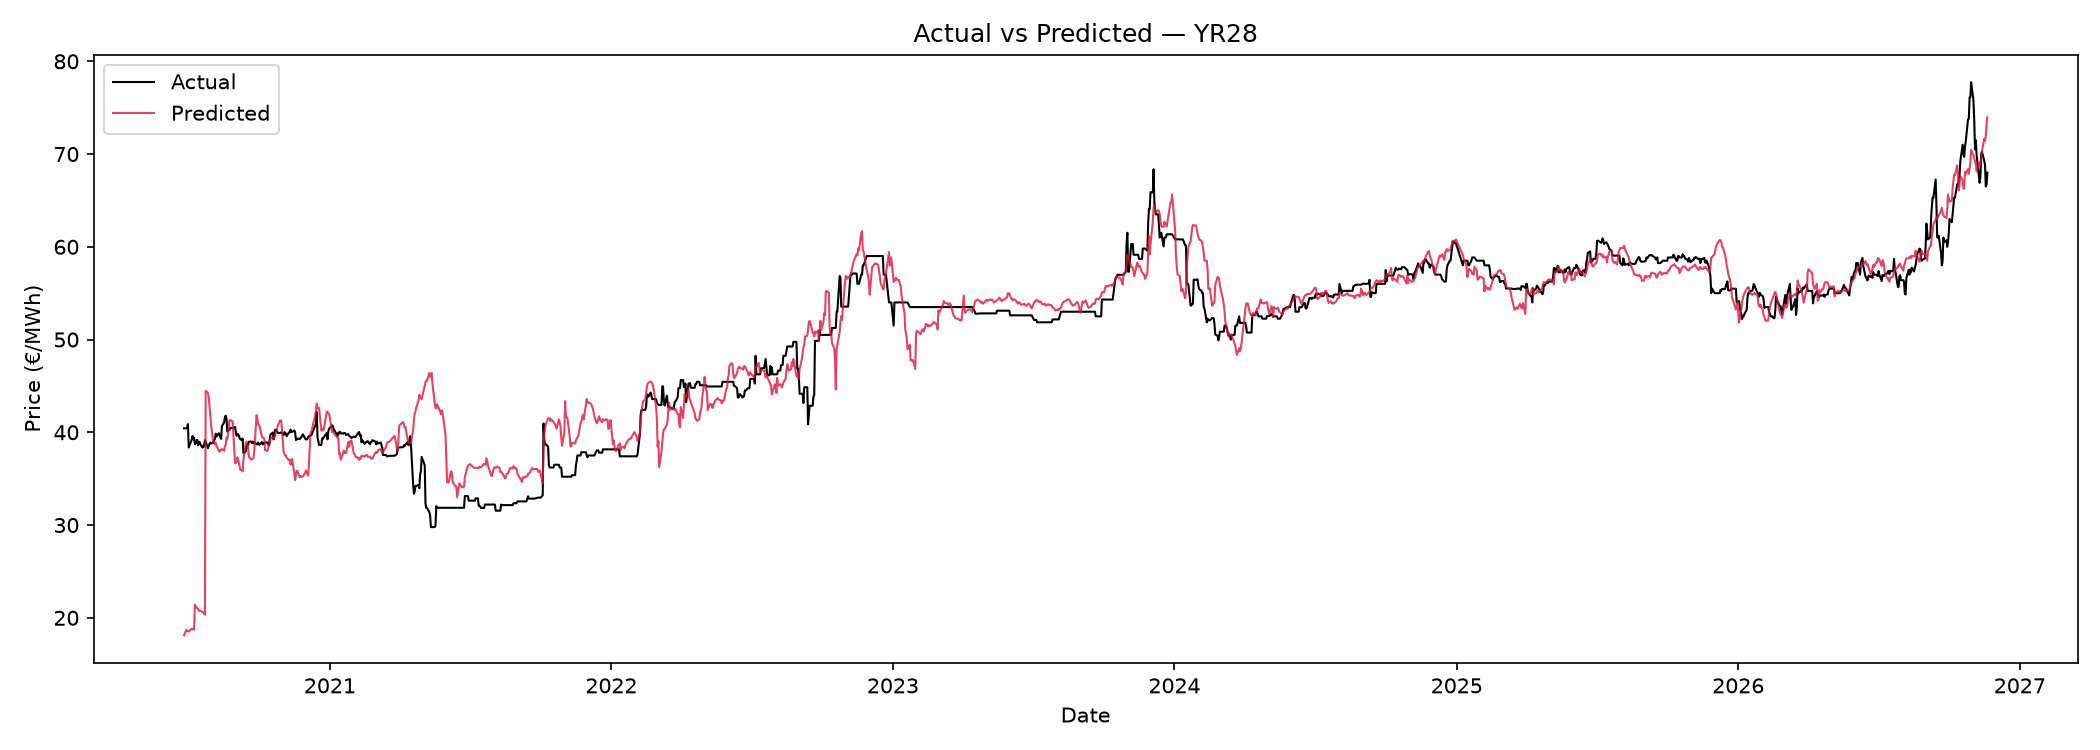 Actual vs Predicted — YR28
80
Actual
Predicted
70
60
50
40
30
20
Price (€/MWh)
2021
2022
2023
2024
2025
2026
2027
Date